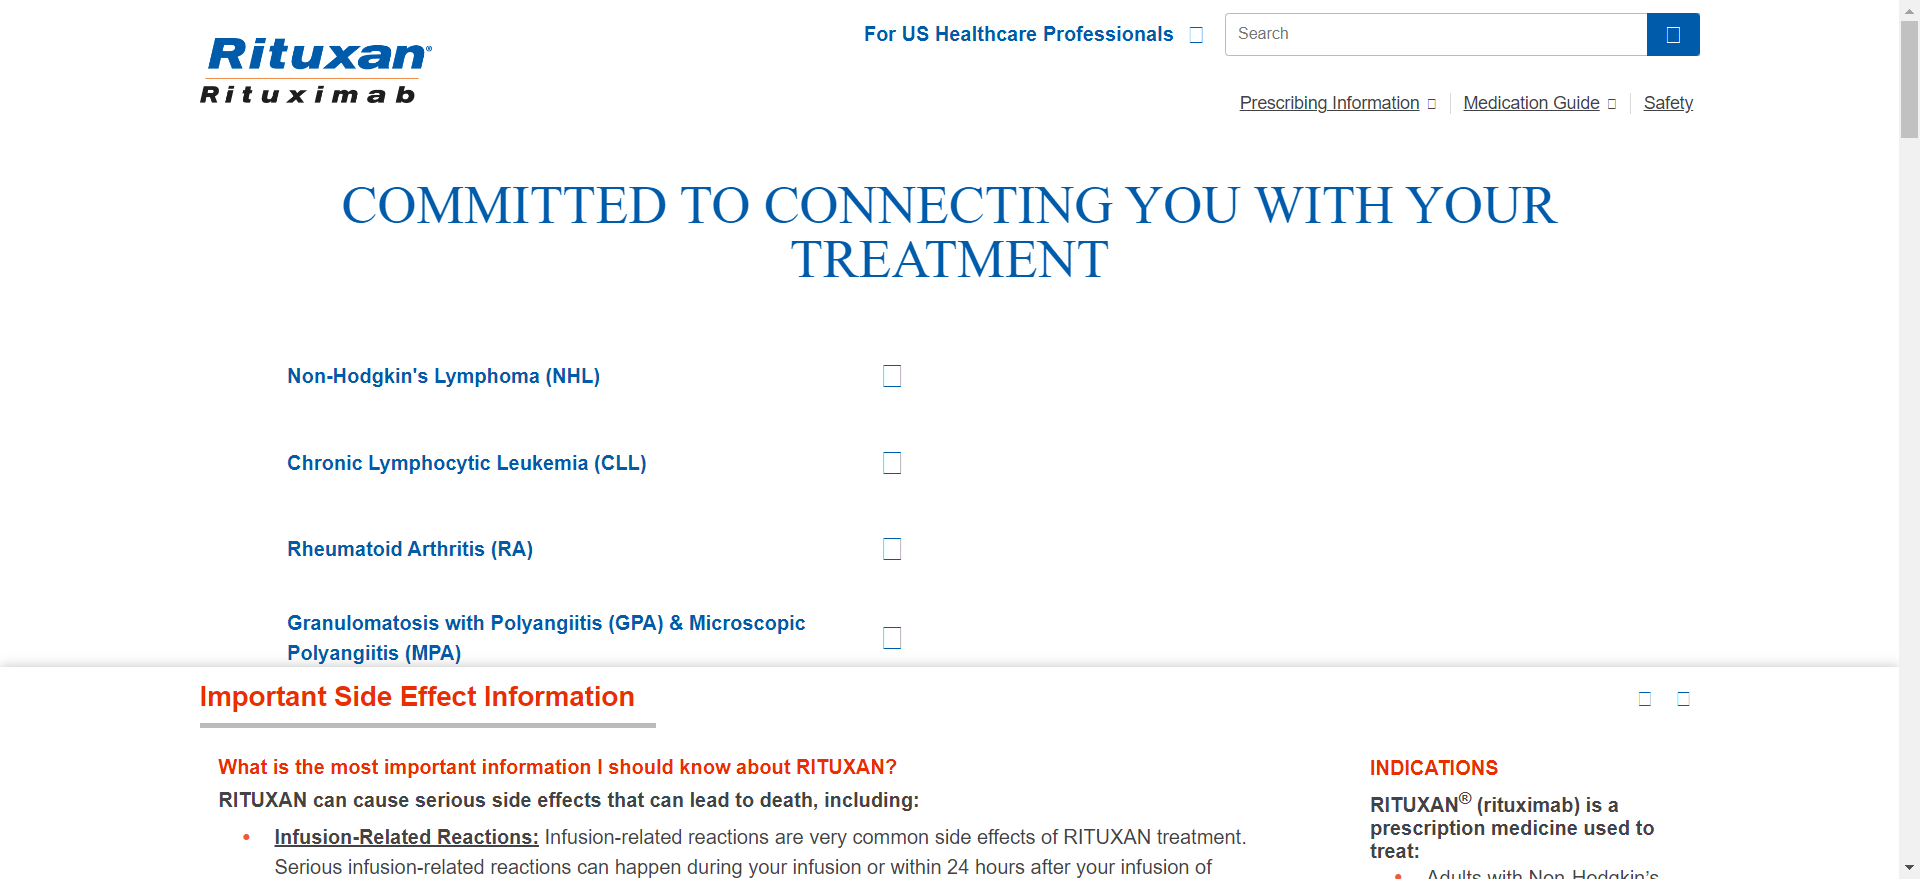 Rituxan®
Rituximab
For US Healthcare Professionals
Search
Prescribing Information
Medication Guide
Safety
COMMITTED TO CONNECTING YOU WITH YOUR
TREATMENT
Non-Hodgkin's Lymphoma (NHL)
Chronic Lymphocytic Leukemia (CLL)
Rheumatoid Arthritis (RA)
Granulomatosis with Polyangiitis (GPA) & Microscopic
Polyangiitis (MPA)
Important Side Effect Information
What is the most important information I should know about RITUXAN?
RITUXAN can cause serious side effects that can lead to death, including:
• Infusion-Related Reactions: Infusion-related reactions are very common side effects of RITUXAN treatment.
Serious infusion-related reactions can happen during your infusion or within 24 hours after your infusion of
INDICATIONS
RITUXAN® (rituximab) is a
prescription medicine used to
treat:
• Adults with Non-Hodgkin's